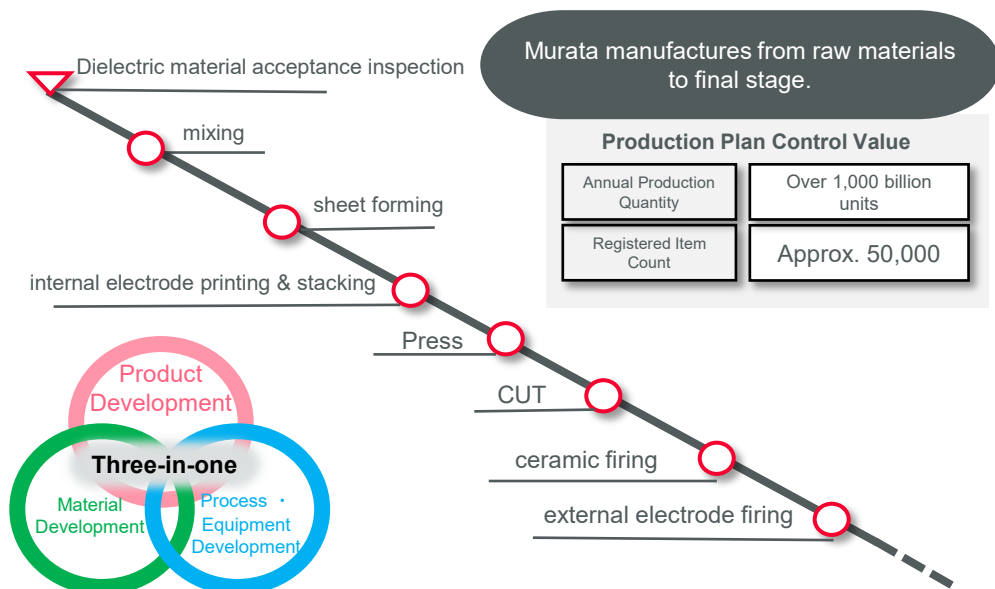 Murata manufactures from raw materials
to final stage.
Dielectric material acceptance inspection
mixing
sheet forming
internal electrode printing & stacking
Press
CUT
ceramic firing
external electrode firing
Production Plan Control Value
Annual Production
Quantity
Over 1,000 billion
units
Registered Item
Count
Approx. 50,000
Product
Development
Three-in-one
Material
Development
Process ・
Equipment
Development